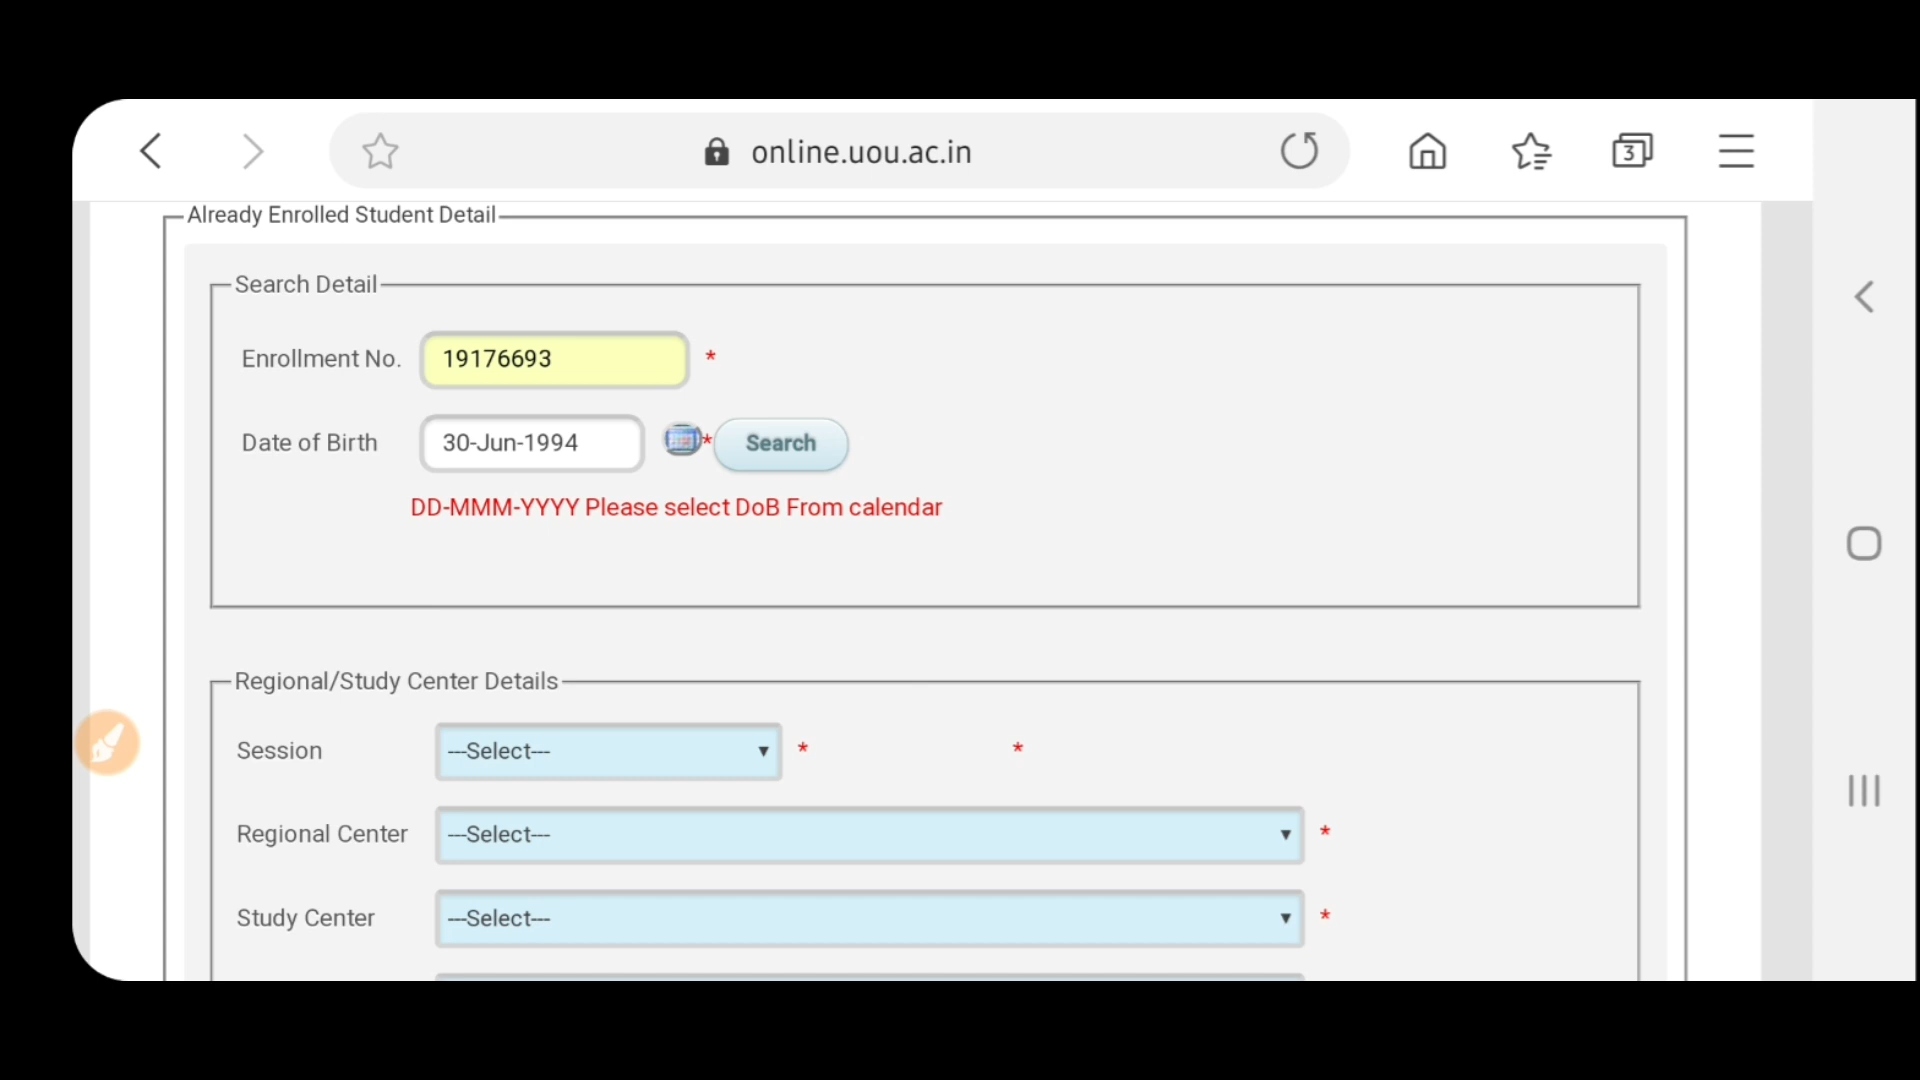 online.uou.ac.in
3
Already Enrolled Student Detail
Search Detail
Enrollment No. 19176693 *
Date of Birth 30-Jun-1994 * Search
DD-MMM-YYYY Please select DoB From calendar
Regional/Study Center Details
Session ---Select--- * *
Regional Center ---Select--- *
Study Center ---Select--- *